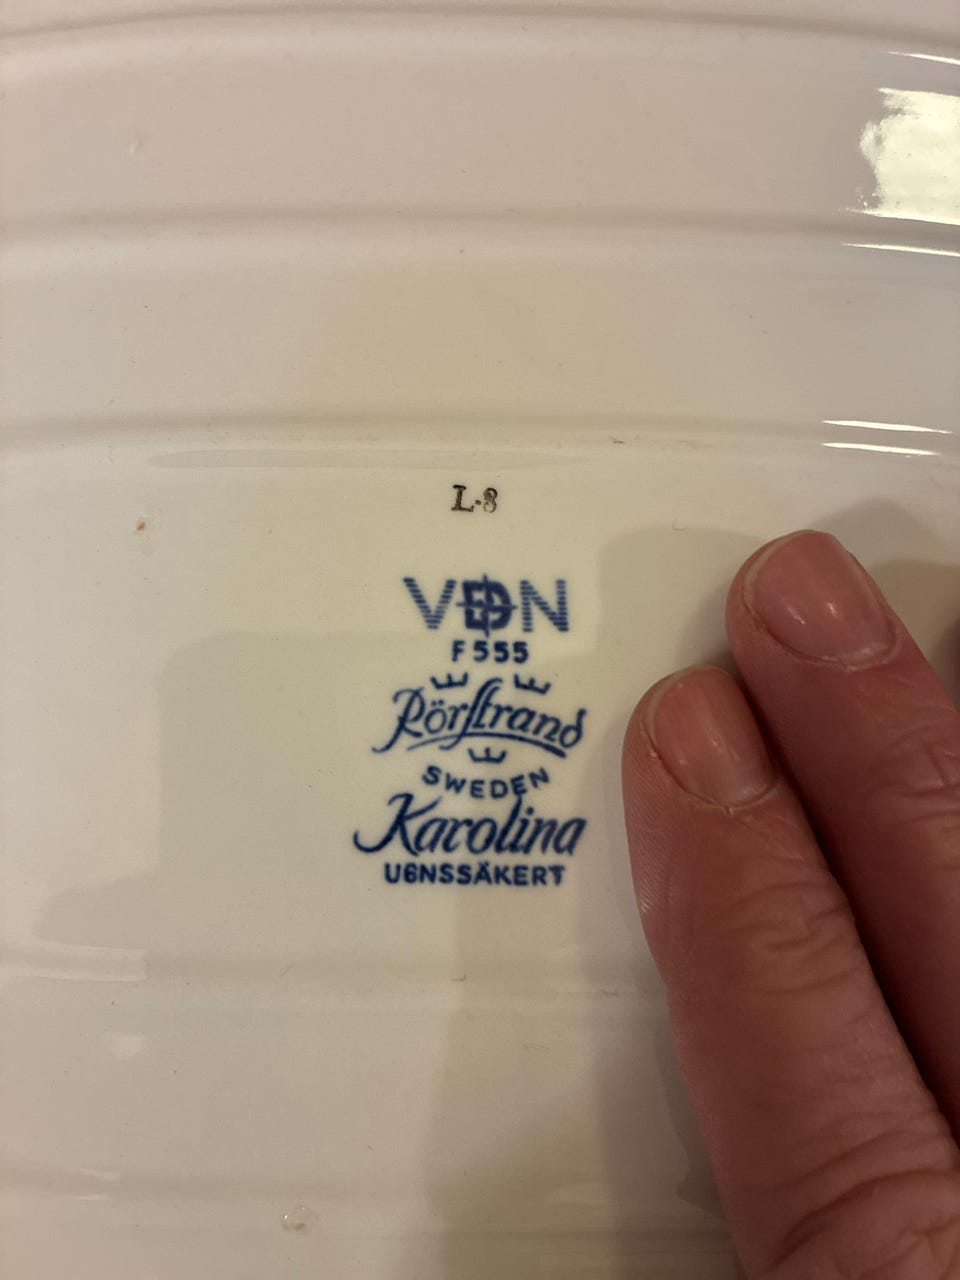 L-8
VDN
F555
Rörstrand
SWEDEN
Karolina
UGNSSÄKERT